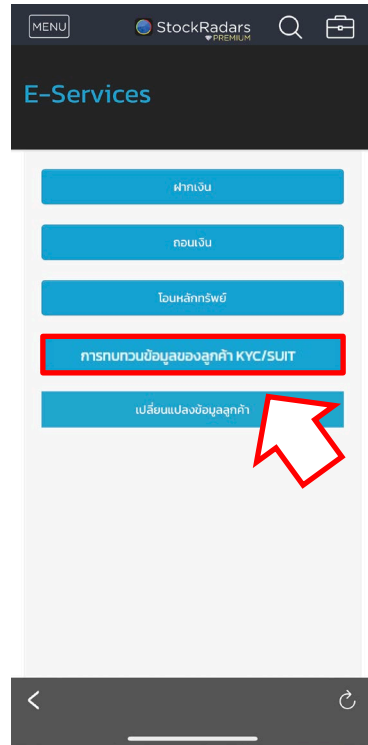 MENU
StockRadars
PREMIUM
E-Services
ฝากเงิน
ถอนเงิน
โอนหลักทรัพย์
การทบทวนข้อมูลของลูกค้า KYC/SUIT
เปลี่ยนแปลงข้อมูลลูกค้า